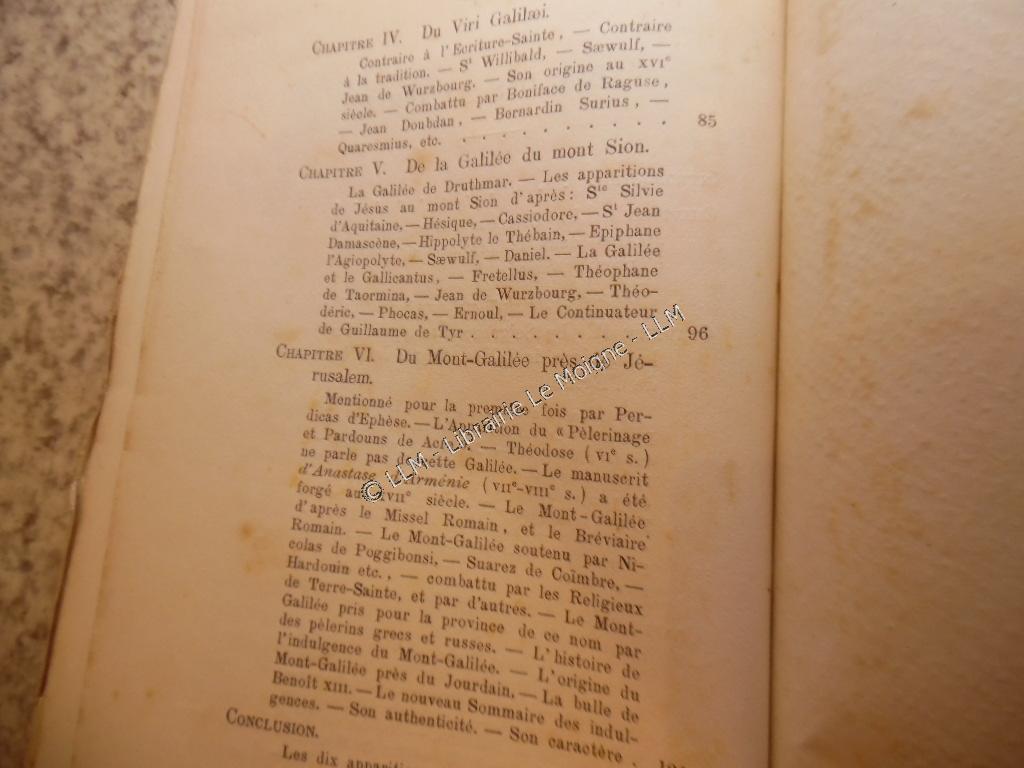 CHAPITRE IV. Du Viri Galilæi.
Contraire à l'Ecriture-Sainte, — Contraire
à la tradition. — St Willibald, — Sæwulf, —
Jean de Wurzbourg. — Son origine au XVIe
siècle. — Combattu par Boniface de Raguse,
— Jean Doubdan, — Bernardin Surius, —
Quaresmius, etc. . . . . . . . . . . 85
CHAPITRE V. De la Galilée du mont Sion.
La Galilée de Druthmar. — Les apparitions
de Jésus au mont Sion d'après: Ste Silvie
d'Aquitaine, — Hésique, — Cassiodore, — St Jean
Damascène, — Hippolyte le Thébain, — Epiphane
l'Agiopolyte, — Sæwulf, — Daniel. — La Galilée
et le Gallicantus, — Fretellus, — Théophane
de Taormina, — Jean de Wurzbourg, — Théo-
déric, — Phocas, — Ernoul, — Le Continuateur
de Guillaume de Tyr . . . . . . . . . 96
CHAPITRE VI. Du Mont-Galilée près Jé-
rusalem.
Mentionné pour la première fois par Per-
dicas d'Ephèse. — L'Apparition du « Pèlerinage
et Pardouns de Acre». — Théodose (VIe s.)
ne parle pas de cette Galilée. — Le manuscrit
d'Anastase d'Arménie (VIIe-VIIIe s.) a été
forgé au XVIIe siècle. — Le Mont-Galilée
d'après le Missel Romain, et le Bréviaire
Romain. — Le Mont-Galilée soutenu par Ni-
colas de Poggibonsi, — Suarez de Coïmbre, —
Hardouin etc., — combattu par les Religieux
de Terre-Sainte, et par d'autres. — Le Mont-
Galilée pris pour la province de ce nom par
des pèlerins grecs et russes. — L'histoire de
l'indulgence du Mont-Galilée. — L'origine du
Mont-Galilée près du Jourdain. — La bulle de
Benoît XIII. — Le nouveau Sommaire des indul-
gences. — Son authenticité. — Son caractère .
CONCLUSION.
Les dix
© LLM - Librairie Le Moigne - LLM